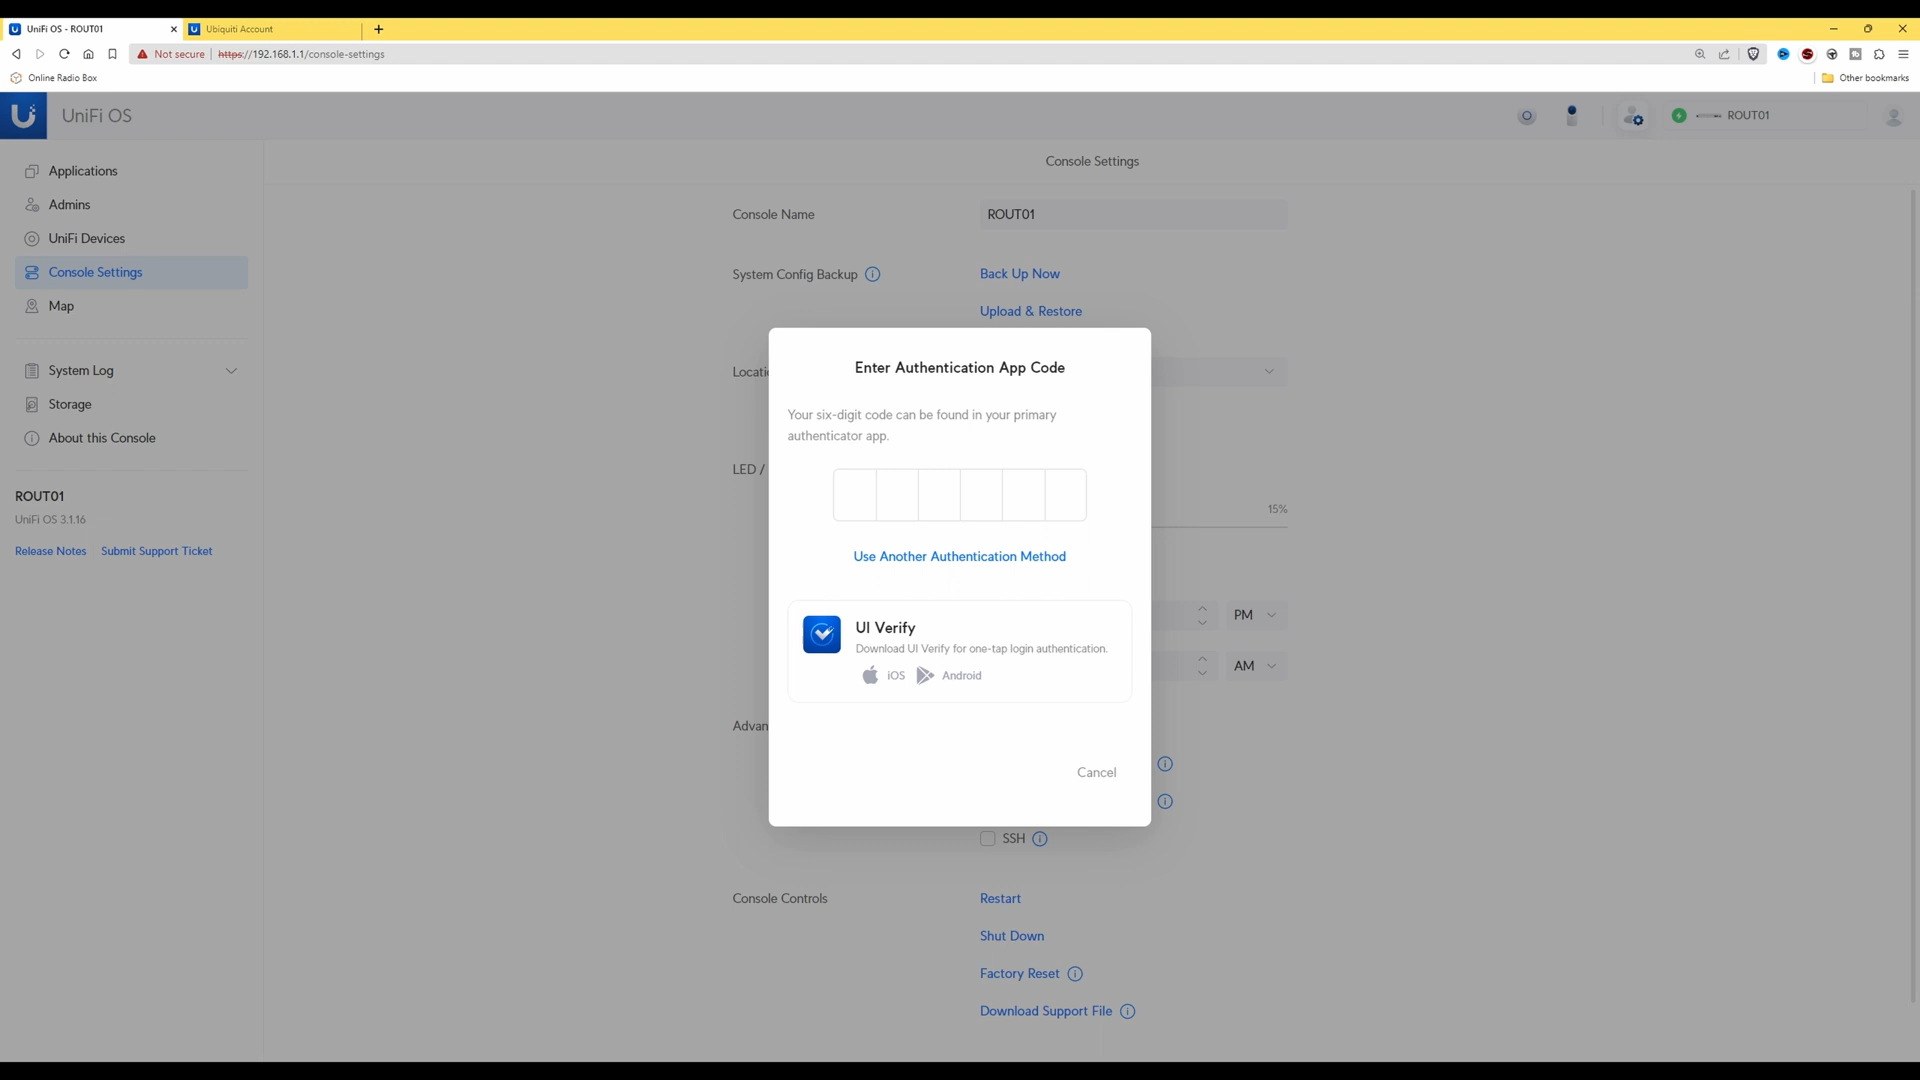 UniFi OS - ROUT01
Ubiquiti Account
Not secure
https://192.168.1.1/console-settings
Online Radio Box
Other bookmarks
UniFi OS
ROUT01
Applications
Admins
UniFi Devices
Console Settings
Map
System Log
Storage
About this Console
ROUT01
UniFi OS 3.1.16
Release Notes
Submit Support Ticket
Console Settings
Console Name
ROUT01
System Config Backup
Back Up Now
Upload & Restore
Locatio
LED /
15%
PM
AM
Advan
SSH
Console Controls
Restart
Shut Down
Factory Reset
Download Support File
Enter Authentication App Code
Your six-digit code can be found in your primary
authenticator app.
Use Another Authentication Method
UI Verify
Download UI Verify for one-tap login authentication.
iOS
Android
Cancel